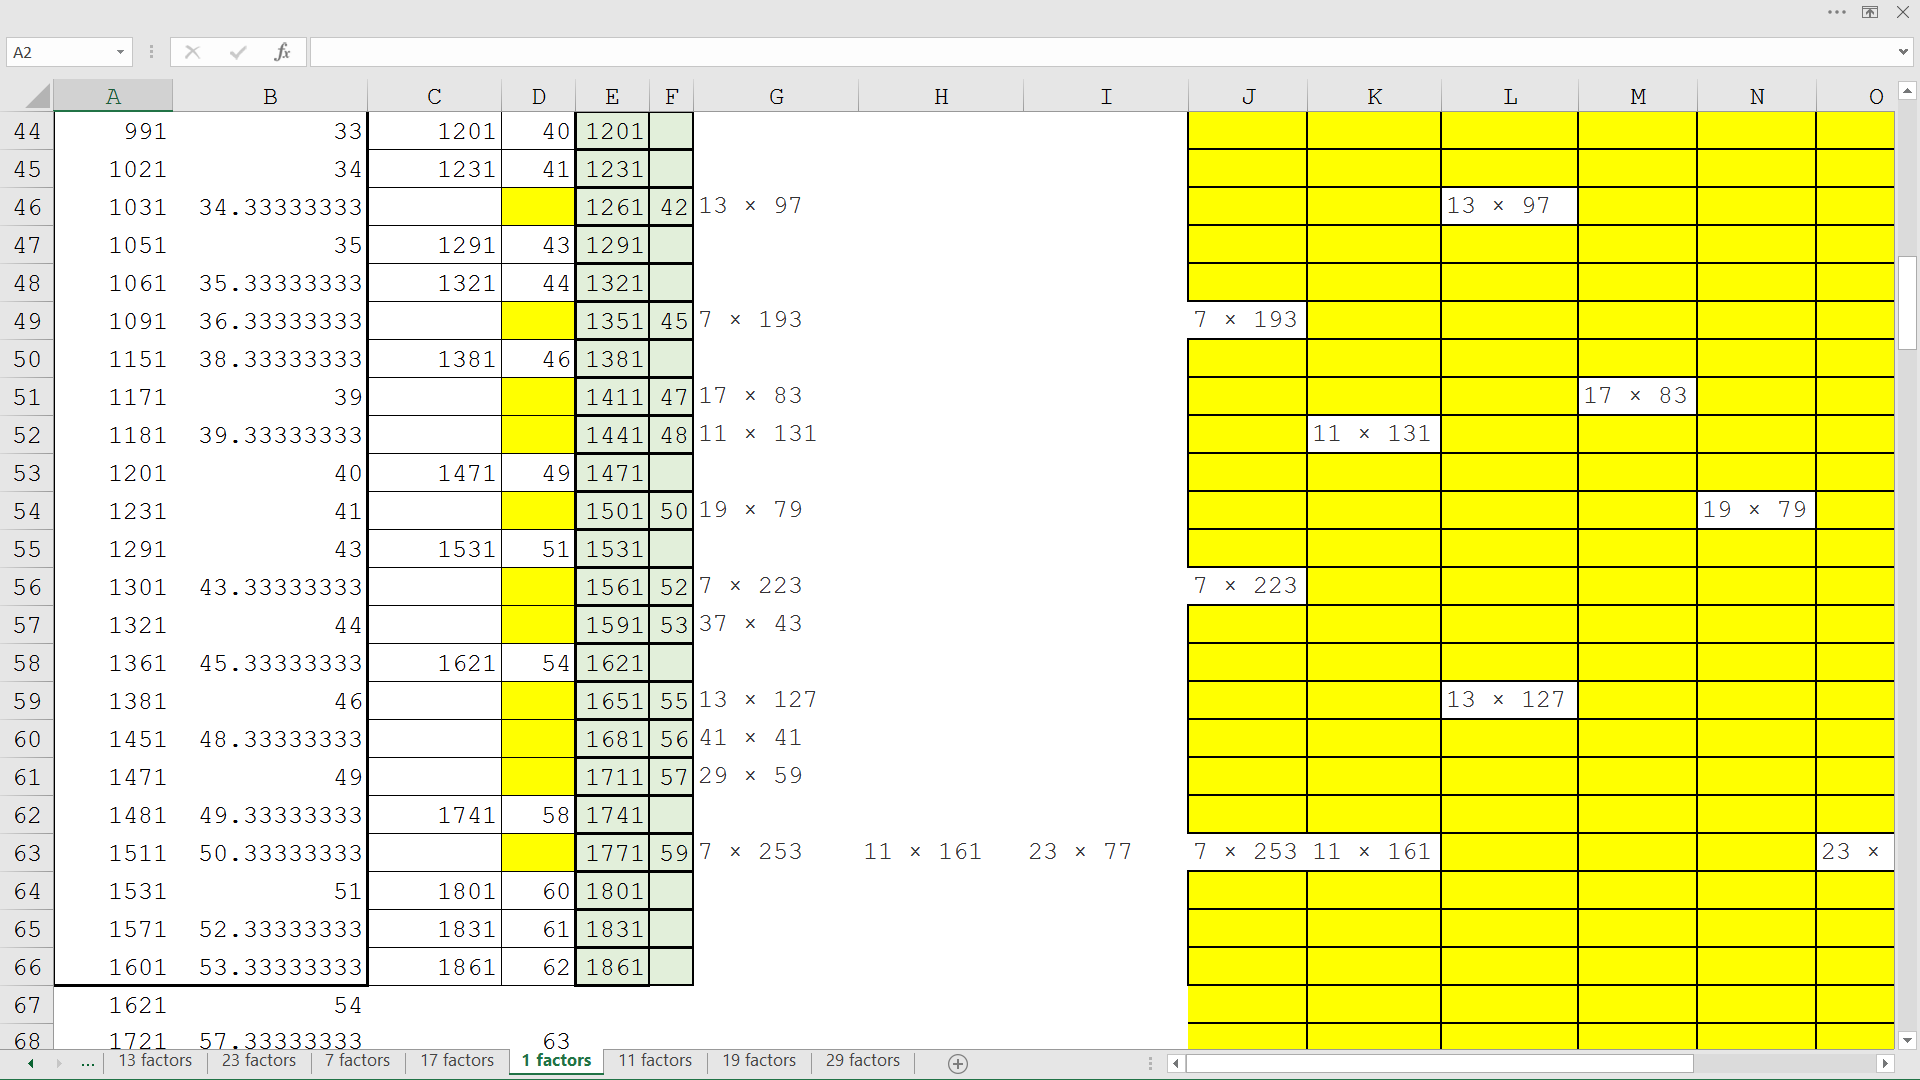 A2
fx
A B C D E F G H I J K L M N O
44 991 33 1201 40 1201
45 1021 34 1231 41 1231
46 1031 34.33333333 1261 42 13 × 97 13 × 97
47 1051 35 1291 43 1291
48 1061 35.33333333 1321 44 1321
49 1091 36.33333333 1351 45 7 × 193 7 × 193
50 1151 38.33333333 1381 46 1381
51 1171 39 1411 47 17 × 83 17 × 83
52 1181 39.33333333 1441 48 11 × 131 11 × 131
53 1201 40 1471 49 1471
54 1231 41 1501 50 19 × 79 19 × 79
55 1291 43 1531 51 1531
56 1301 43.33333333 1561 52 7 × 223 7 × 223
57 1321 44 1591 53 37 × 43
58 1361 45.33333333 1621 54 1621
59 1381 46 1651 55 13 × 127 13 × 127
60 1451 48.33333333 1681 56 41 × 41
61 1471 49 1711 57 29 × 59
62 1481 49.33333333 1741 58 1741
63 1511 50.33333333 1771 59 7 × 253 11 × 161 23 × 77 7 × 253 11 × 161 23 ×
64 1531 51 1801 60 1801
65 1571 52.33333333 1831 61 1831
66 1601 53.33333333 1861 62 1861
67 1621 54
68 1721 57.33333333 63
... 13 factors 23 factors 7 factors 17 factors 1 factors 11 factors 19 factors 29 factors